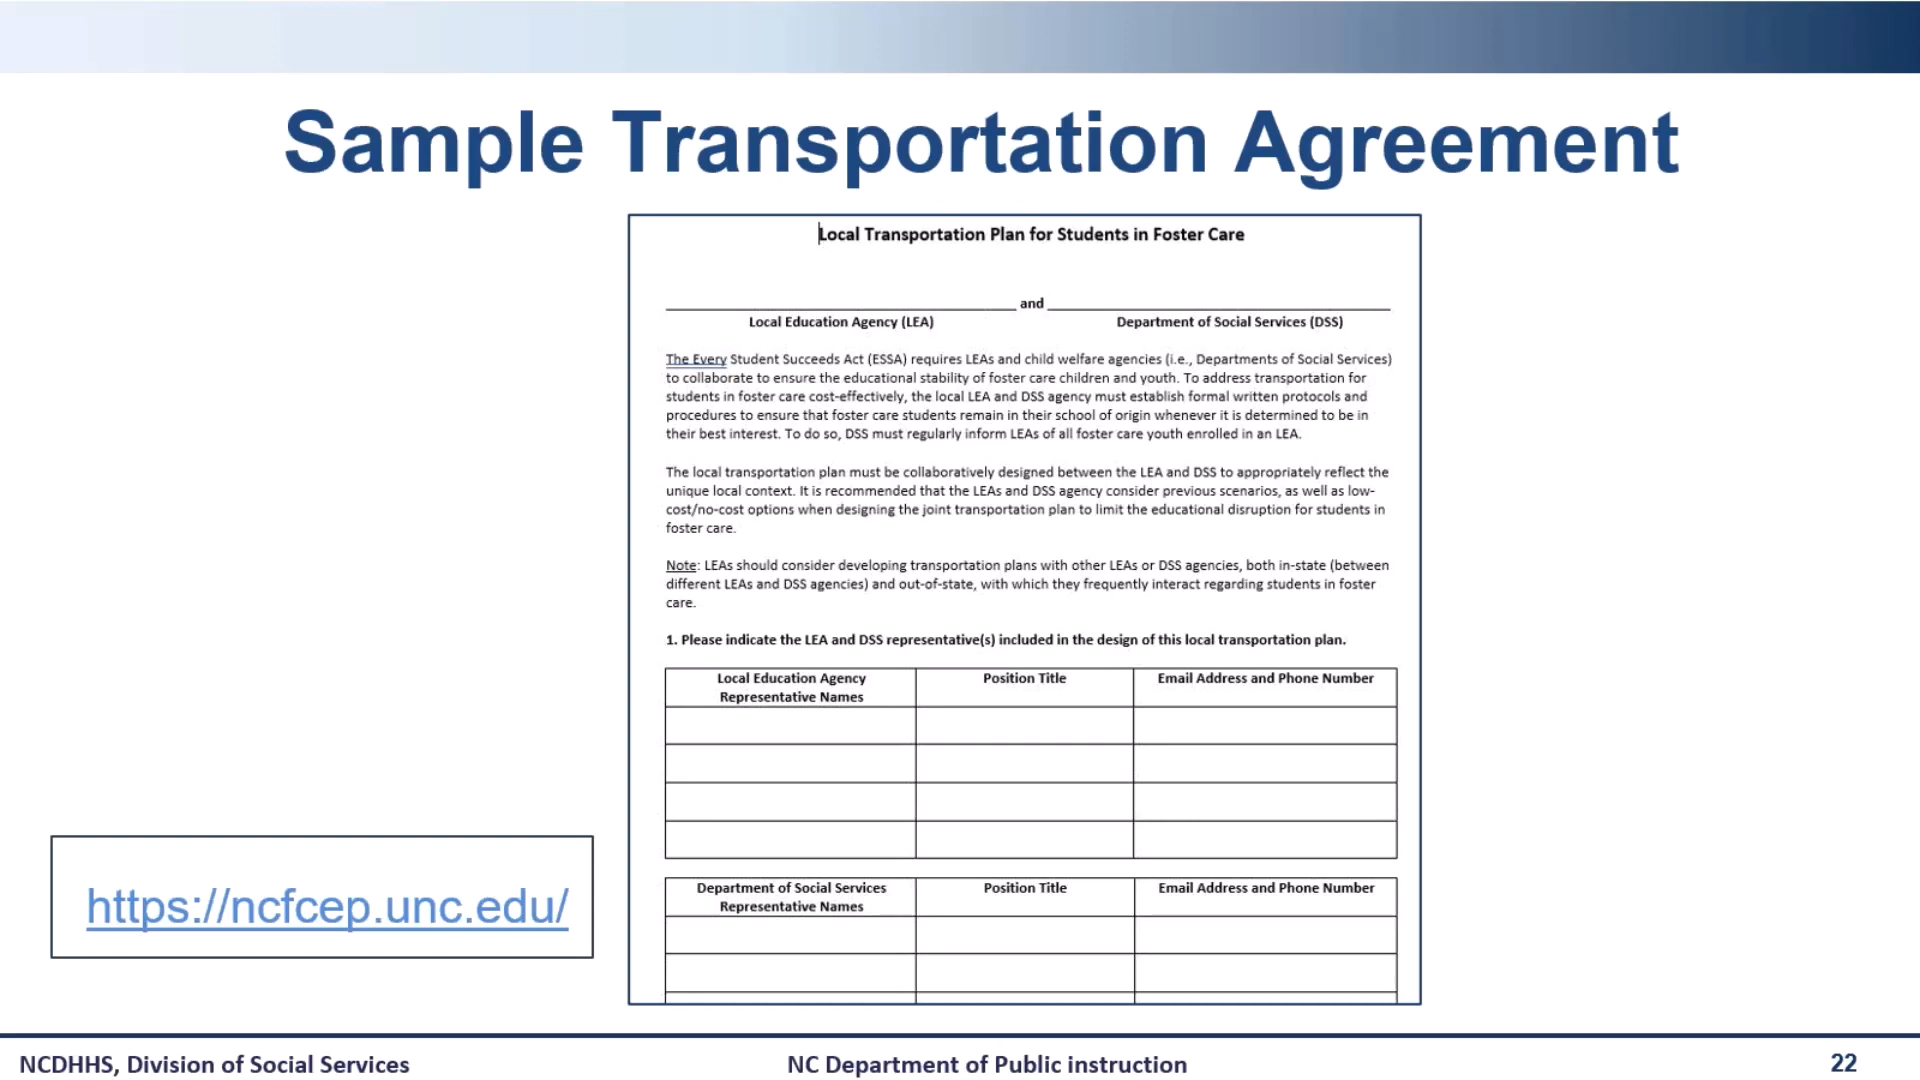 Sample Transportation Agreement
Local Transportation Plan for Students in Foster Care
and
Local Education Agency (LEA)
Department of Social Services (DSS)
The Every Student Succeeds Act (ESSA) requires LEAs and child welfare agencies (i.e., Departments of Social Services)
to collaborate to ensure the educational stability of foster care children and youth. To address transportation for
students in foster care cost-effectively, the local LEA and DSS agency must establish formal written protocols and
procedures to ensure that foster care students remain in their school of origin whenever it is determined to be in
their best interest. To do so, DSS must regularly inform LEAs of all foster care youth enrolled in an LEA.
The local transportation plan must be collaboratively designed between the LEA and DSS to appropriately reflect the
unique local context. It is recommended that the LEAs and DSS agency consider previous scenarios, as well as low-
cost/no-cost options when designing the joint transportation plan to limit the educational disruption for students in
foster care.
Note: LEAs should consider developing transportation plans with other LEAs or DSS agencies, both in-state (between
different LEAs and DSS agencies) and out-of-state, with which they frequently interact regarding students in foster
care.
1. Please indicate the LEA and DSS representative(s) included in the design of this local transportation plan.
Local Education Agency
Representative Names
Position Title
Email Address and Phone Number
Department of Social Services
Representative Names
Position Title
Email Address and Phone Number
https://ncfcep.unc.edu/
NCDHHS, Division of Social Services
NC Department of Public instruction
22